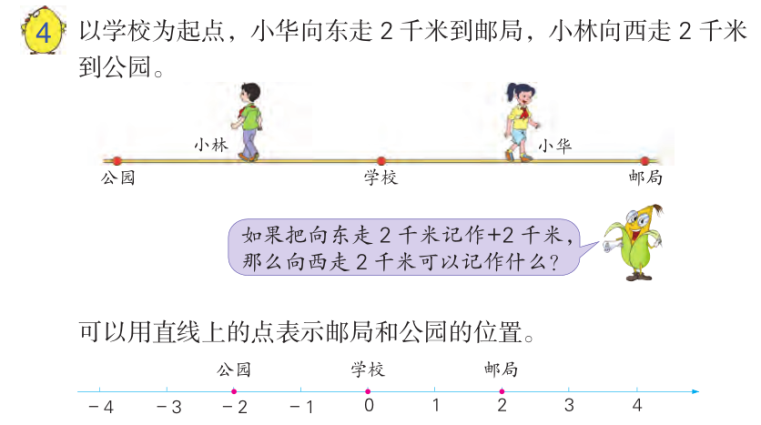 4 以学校为起点，小华向东走 2 千米到邮局，小林向西走 2 千米
到公园。
小林 小华
公园 学校 邮局
如果把向东走 2 千米记作+2 千米，
那么向西走 2 千米可以记作什么？
可以用直线上的点表示邮局和公园的位置。
公园 学校 邮局
－4 －3 －2 －1 0 1 2 3 4